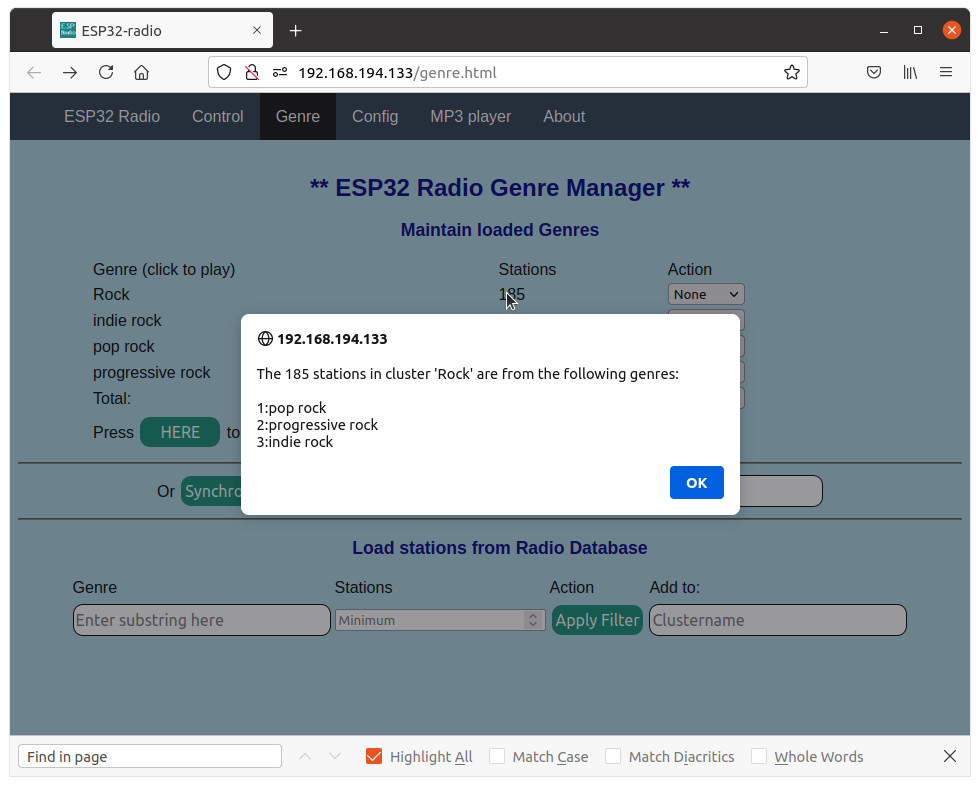 ESP32-radio
192.168.194.133/genre.html
ESP32 Radio Control Genre Config MP3 player About
** ESP32 Radio Genre Manager **
Maintain loaded Genres
Genre (click to play) Stations Action
Rock 185 None
indie rock
pop rock
progressive rock
Total:
Press HERE to
192.168.194.133
The 185 stations in cluster 'Rock' are from the following genres:
1:pop rock
2:progressive rock
3:indie rock
OK
Or Synchro
Load stations from Radio Database
Genre Stations Action Add to:
Enter substring here Minimum Apply Filter Clustername
Find in page Highlight All Match Case Match Diacritics Whole Words